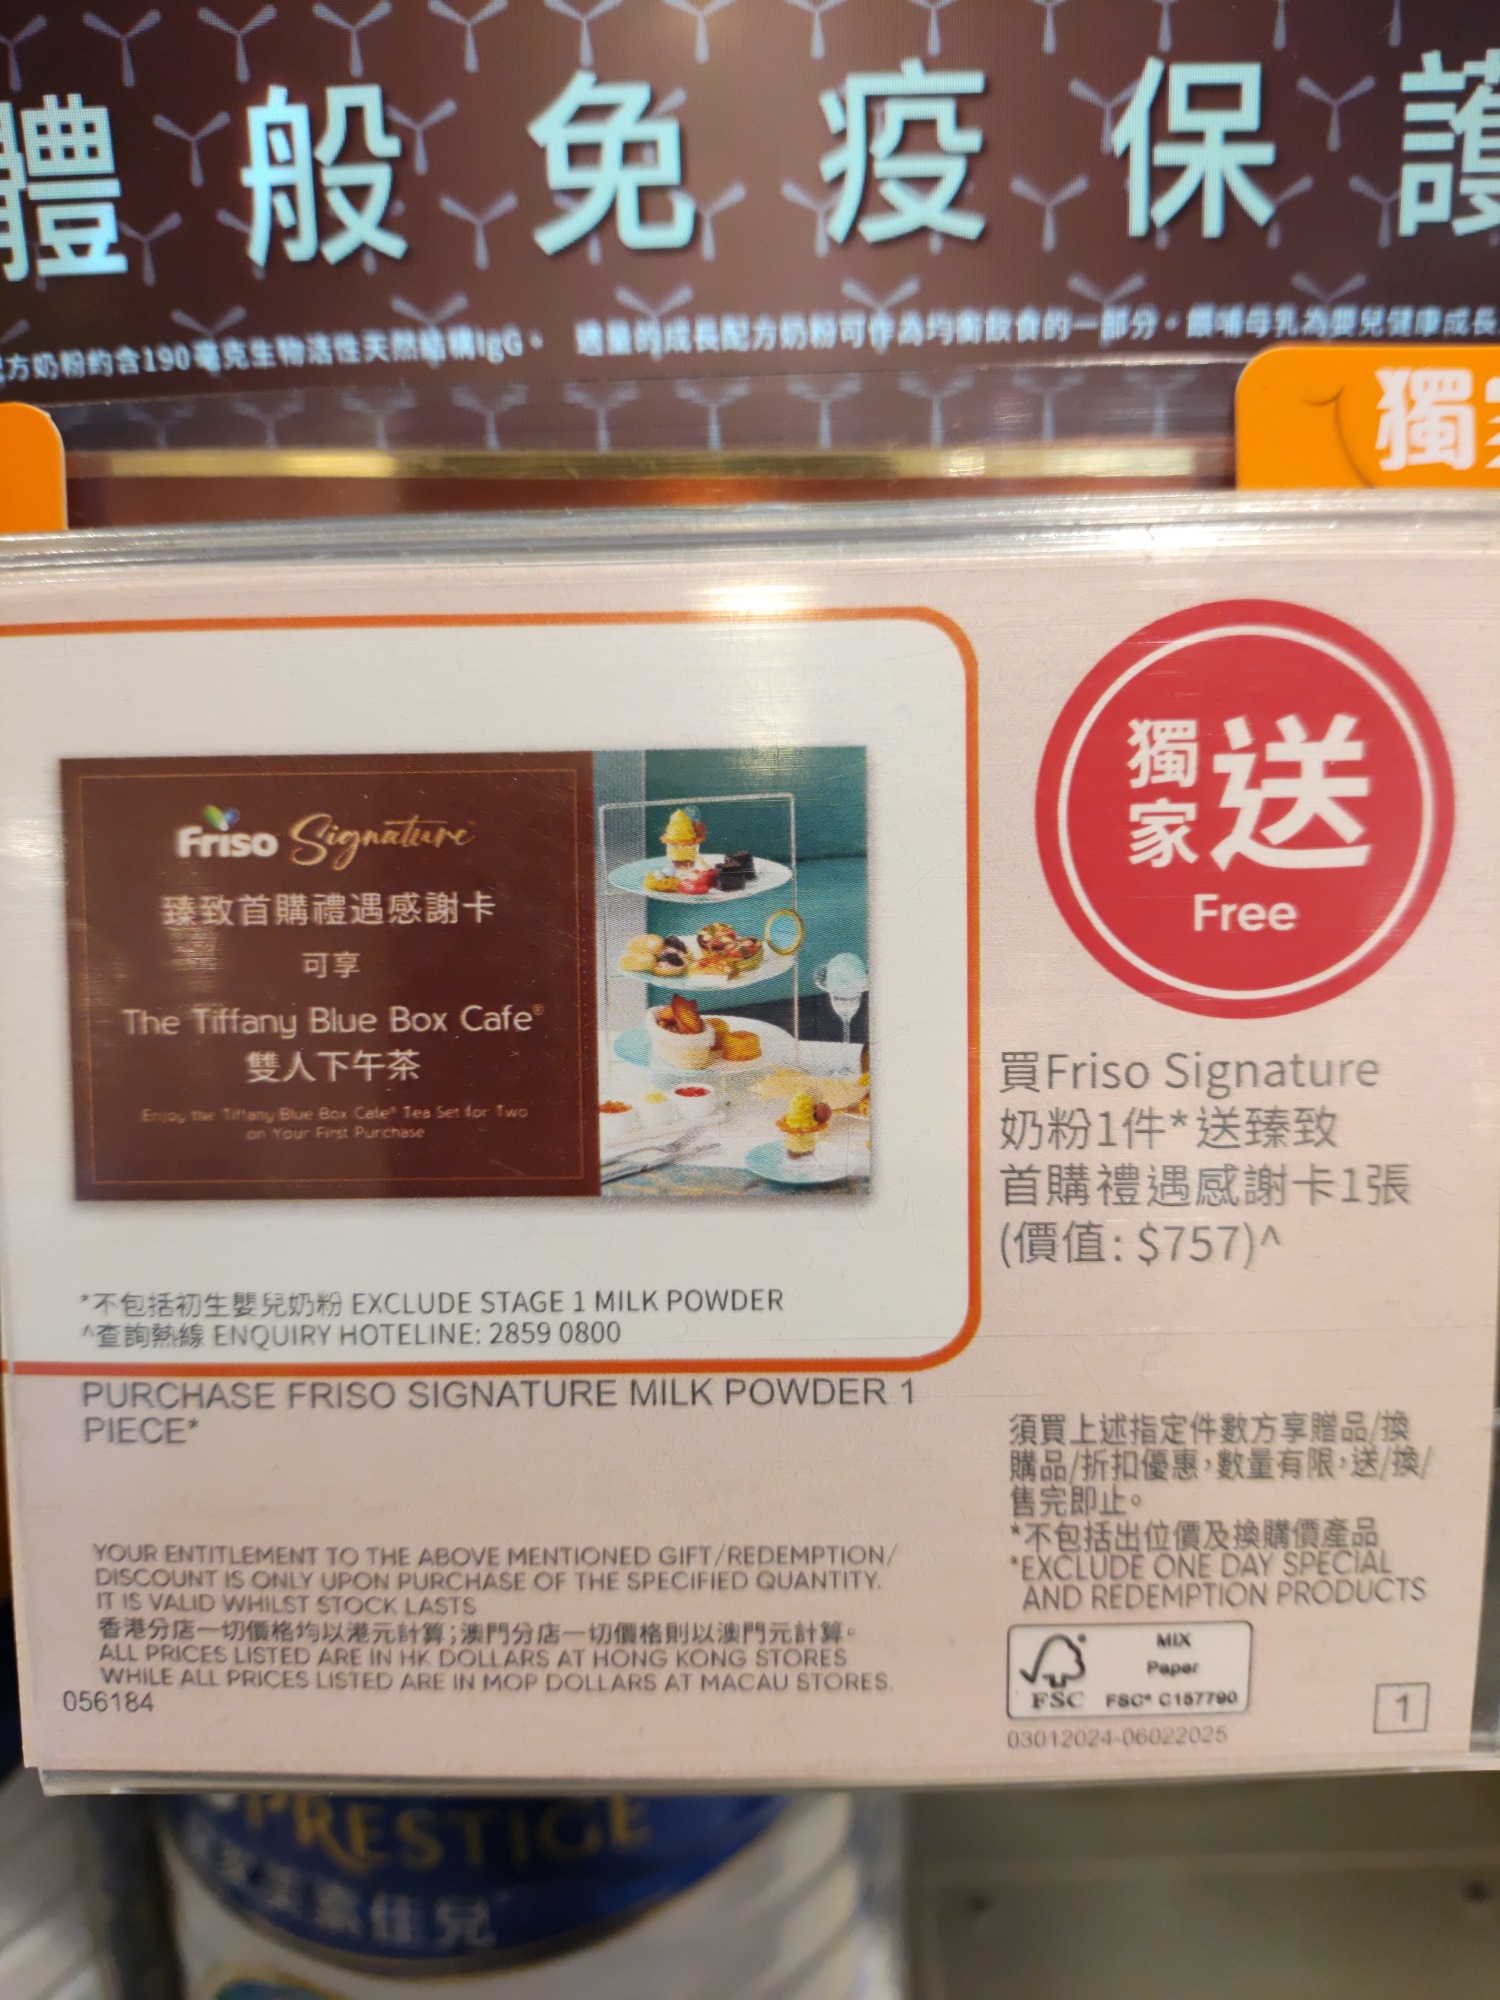 體般免疫保護
方奶粉約含190毫克生物活性天然結構IgG。 適量的成長配方奶粉可作為均衡飲食的一部分。餵哺母乳為嬰兒健康成長
獨家
獨家送
Free
Friso Signature
臻致首購禮遇感謝卡
可享
The Tiffany Blue Box Cafe®
雙人下午茶
Enjoy the Tiffany Blue Box Cafe® Tea Set for Two
on Your First Purchase
*不包括初生嬰兒奶粉 EXCLUDE STAGE 1 MILK POWDER
^查詢熱線 ENQUIRY HOTELINE: 2859 0800
買Friso Signature
奶粉1件*送臻致
首購禮遇感謝卡1張
(價值: $757)^
PURCHASE FRISO SIGNATURE MILK POWDER 1
PIECE*
須買上述指定件數方享贈品/換
購品/折扣優惠,數量有限,送/換/
售完即止。
*不包括出位價及換購價產品
*EXCLUDE ONE DAY SPECIAL
AND REDEMPTION PRODUCTS
YOUR ENTITLEMENT TO THE ABOVE MENTIONED GIFT/REDEMPTION/
DISCOUNT IS ONLY UPON PURCHASE OF THE SPECIFIED QUANTITY.
IT IS VALID WHILST STOCK LASTS
香港分店一切價格均以港元計算;澳門分店一切價格則以澳門元計算。
ALL PRICES LISTED ARE IN HK DOLLARS AT HONG KONG STORES
WHILE ALL PRICES LISTED ARE IN MOP DOLLARS AT MACAU STORES.
056184
MIX
Paper
FSC FSC® C157790
03012024-06022025
1
PRESTIGE
素佳兒